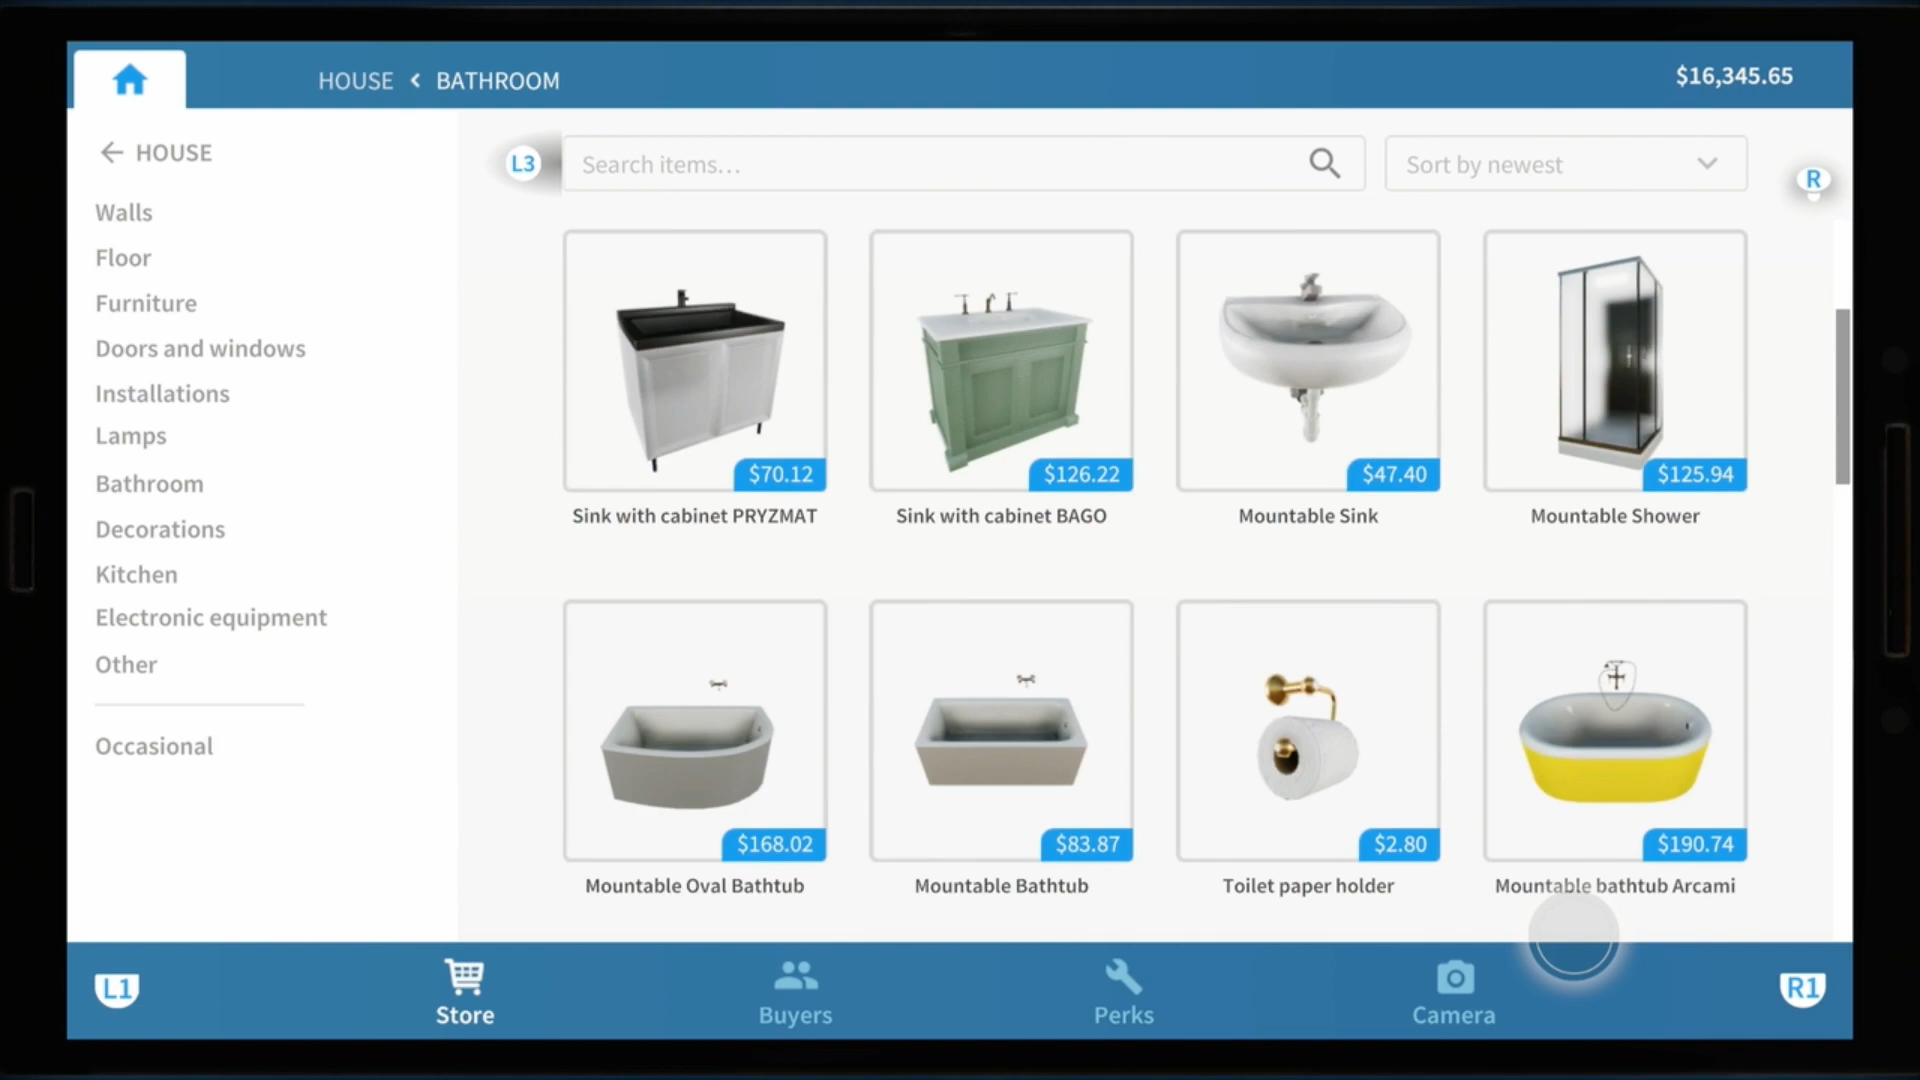 HOUSE < BATHROOM
$16,345.65
← HOUSE
Walls
Floor
Furniture
Doors and windows
Installations
Lamps
Bathroom
Decorations
Kitchen
Electronic equipment
Other
Occasional
L3
Search items...
Sort by newest
R
$70.12
$126.22
$47.40
$125.94
Sink with cabinet PRYZMAT
Sink with cabinet BAGO
Mountable Sink
Mountable Shower
$168.02
$83.87
$2.80
$190.74
Mountable Oval Bathtub
Mountable Bathtub
Toilet paper holder
Mountable bathtub Arcami
L1
Store
Buyers
Perks
Camera
R1